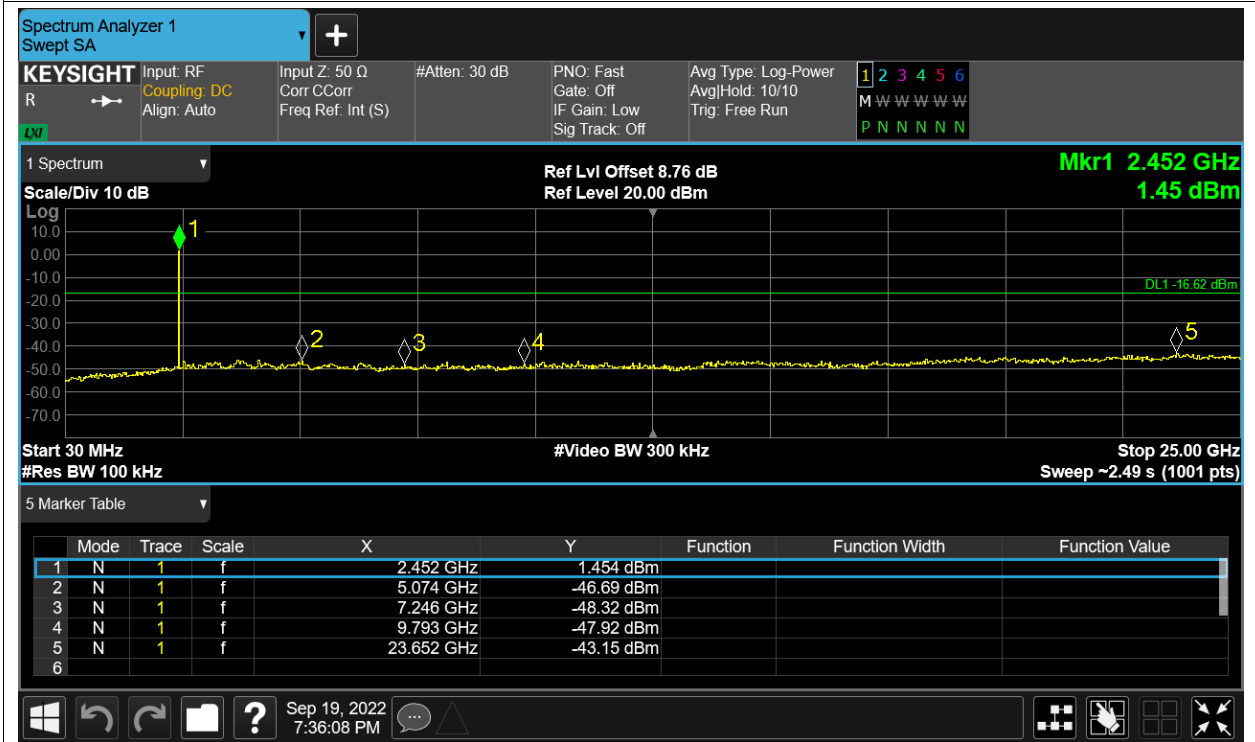 Spectrum Analyzer 1
Swept SA
KEYSIGHT Input: RF Input Z: 50 Ω #Atten: 30 dB PNO: Fast Avg Type: Log-Power 1 2 3 4 5 6
R Coupling: DC Corr CCorr Gate: Off Avg|Hold: 10/10 M W W W W W
Align: Auto Freq Ref: Int (S) IF Gain: Low Trig: Free Run P N N N N N
LXI Sig Track: Off
1 Spectrum Ref Lvl Offset 8.76 dB Mkr1 2.452 GHz
Scale/Div 10 dB Ref Level 20.00 dBm 1.45 dBm
Log
10.0 1
0.00
-10.0 DL1 -16.62 dBm
-20.0
-30.0
-40.0 2 3 4 5
-50.0
-60.0
-70.0
Start 30 MHz #Video BW 300 kHz Stop 25.00 GHz
#Res BW 100 kHz Sweep ~2.49 s (1001 pts)
5 Marker Table
Mode Trace Scale X Y Function Function Width Function Value
1 N 1 f 2.452 GHz 1.454 dBm
2 N 1 f 5.074 GHz -46.69 dBm
3 N 1 f 7.246 GHz -48.32 dBm
4 N 1 f 9.793 GHz -47.92 dBm
5 N 1 f 23.652 GHz -43.15 dBm
6
? Sep 19, 2022
7:36:08 PM